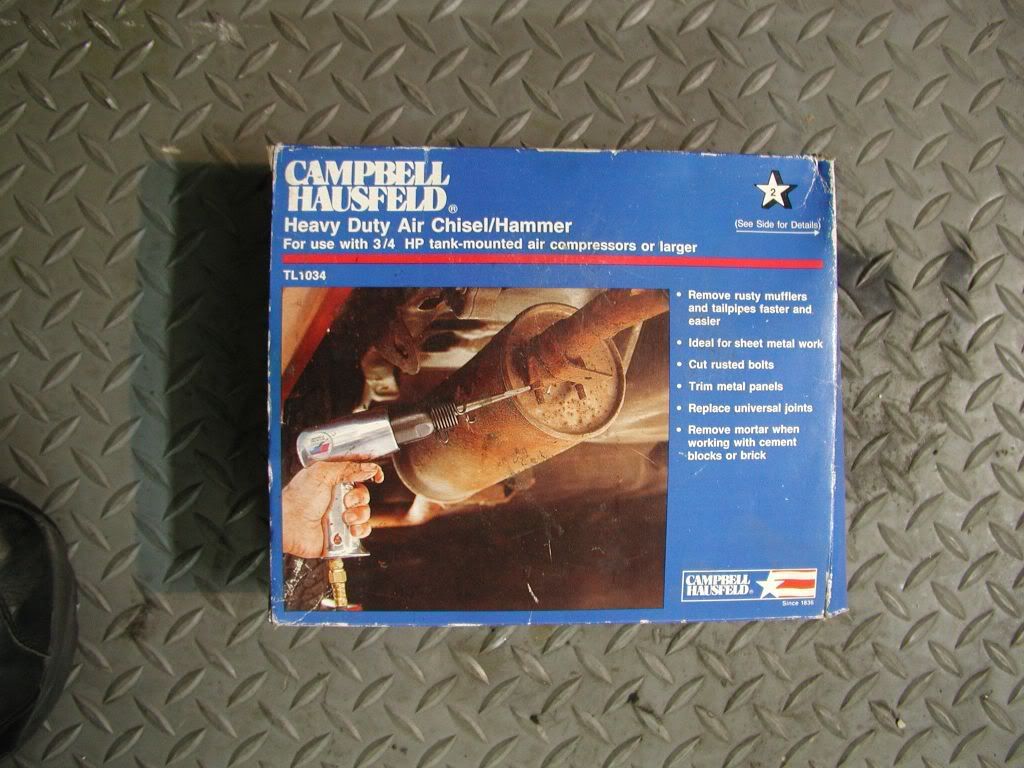 CAMPBELL
HAUSFELD®
Heavy Duty Air Chisel/Hammer
For use with 3/4 HP tank-mounted air compressors or larger
2
(See Side for Details)
TL1034
• Remove rusty mufflers
and tailpipes faster and
easier
• Ideal for sheet metal work
• Cut rusted bolts
• Trim metal panels
• Replace universal joints
• Remove mortar when
working with cement
blocks or brick
CAMPBELL
HAUSFELD®
Since 1836